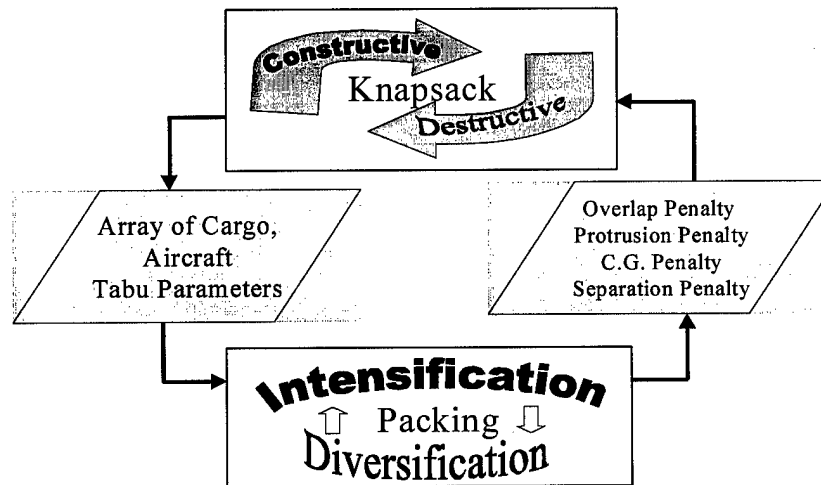 Constructive
Knapsack
Destructive
Array of Cargo,
Aircraft
Tabu Parameters
Overlap Penalty
Protrusion Penalty
C.G. Penalty
Separation Penalty
Intensification
Packing
Diversification